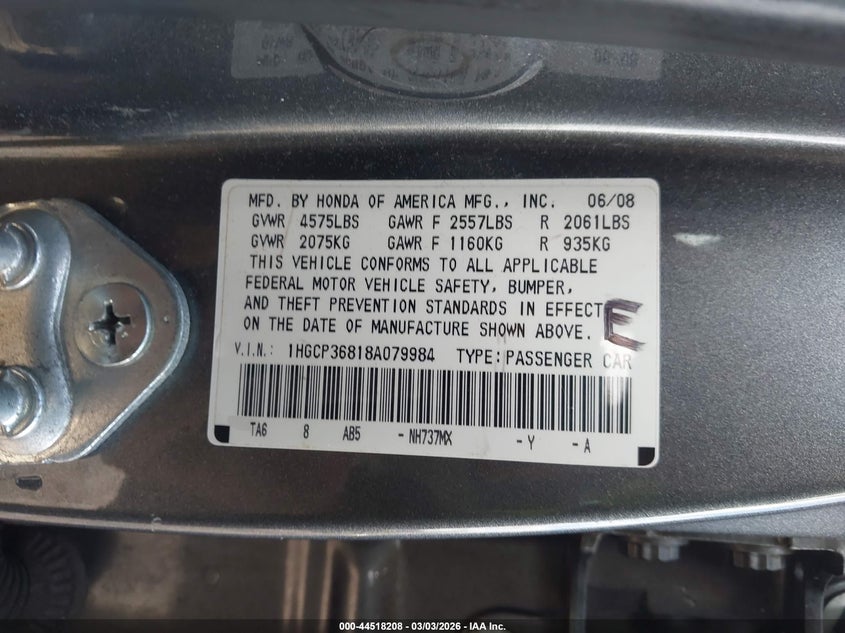 MFD. BY HONDA OF AMERICA MFG., INC. 06/08
GVWR 4575LBS GAWR F 2557LBS R 2061LBS
GVWR 2075KG GAWR F 1160KG R 935KG
THIS VEHICLE CONFORMS TO ALL APPLICABLE
FEDERAL MOTOR VEHICLE SAFETY, BUMPER,
AND THEFT PREVENTION STANDARDS IN EFFECT
ON THE DATE OF MANUFACTURE SHOWN ABOVE. E
V.I.N.: 1HGCP36818A079984 TYPE: PASSENGER CAR
TA6 8 AB5 -NH737MX -Y -A
000-44518208 - 03/03/2026 - IAA Inc.